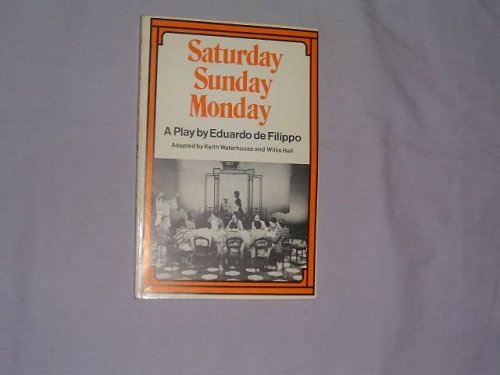 Saturday
Sunday
Monday
A Play by Eduardo de Filippo
Adapted by Keith Waterhouse and Willis Hall